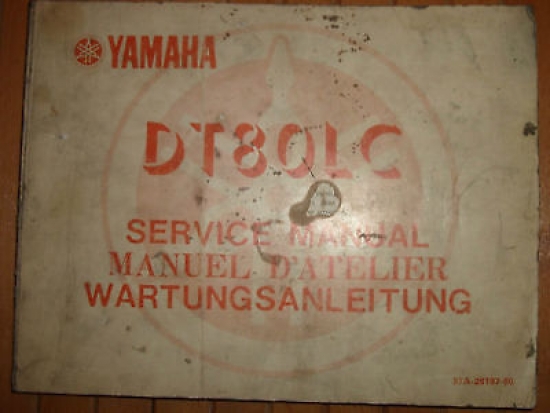 YAMAHA
DT80LC
SERVICE MANUAL
MANUEL D'ATELIER
WARTUNGSANLEITUNG